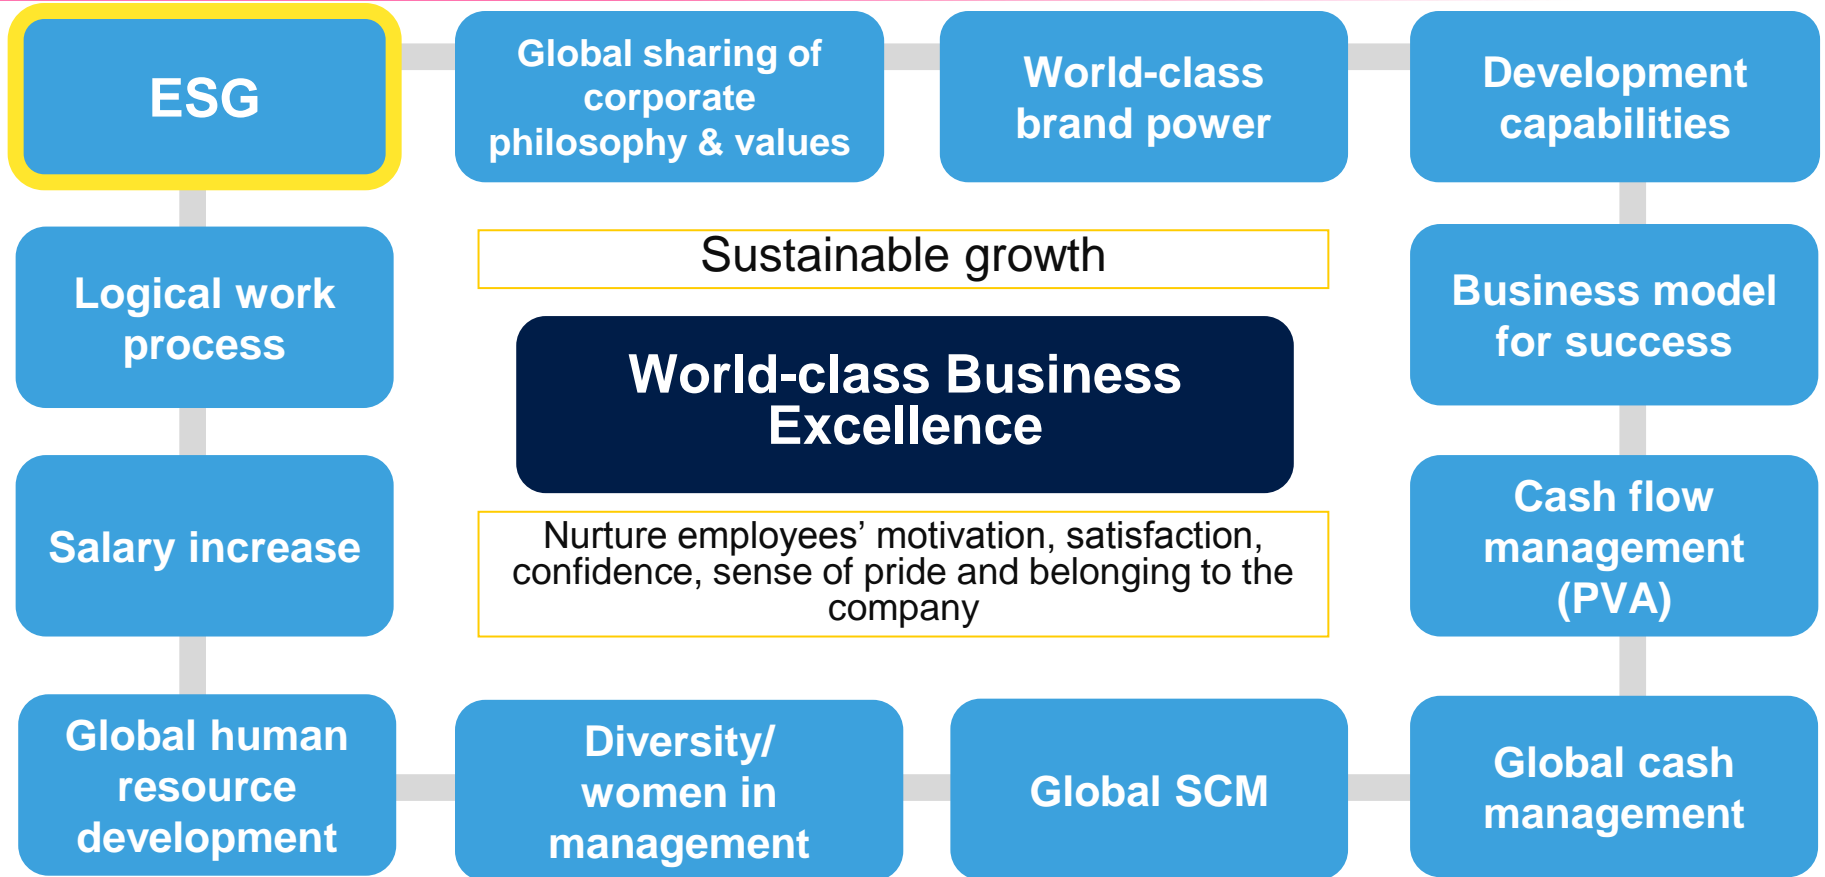 ESG
Global sharing of
corporate
philosophy & values
World-class
brand power
Development
capabilities
Logical work
process
Sustainable growth
Business model
for success
World-class Business
Excellence
Salary increase
Nurture employees’ motivation, satisfaction,
confidence, sense of pride and belonging to the
company
Cash flow
management
(PVA)
Global human
resource
development
Diversity/
women in
management
Global SCM
Global cash
management